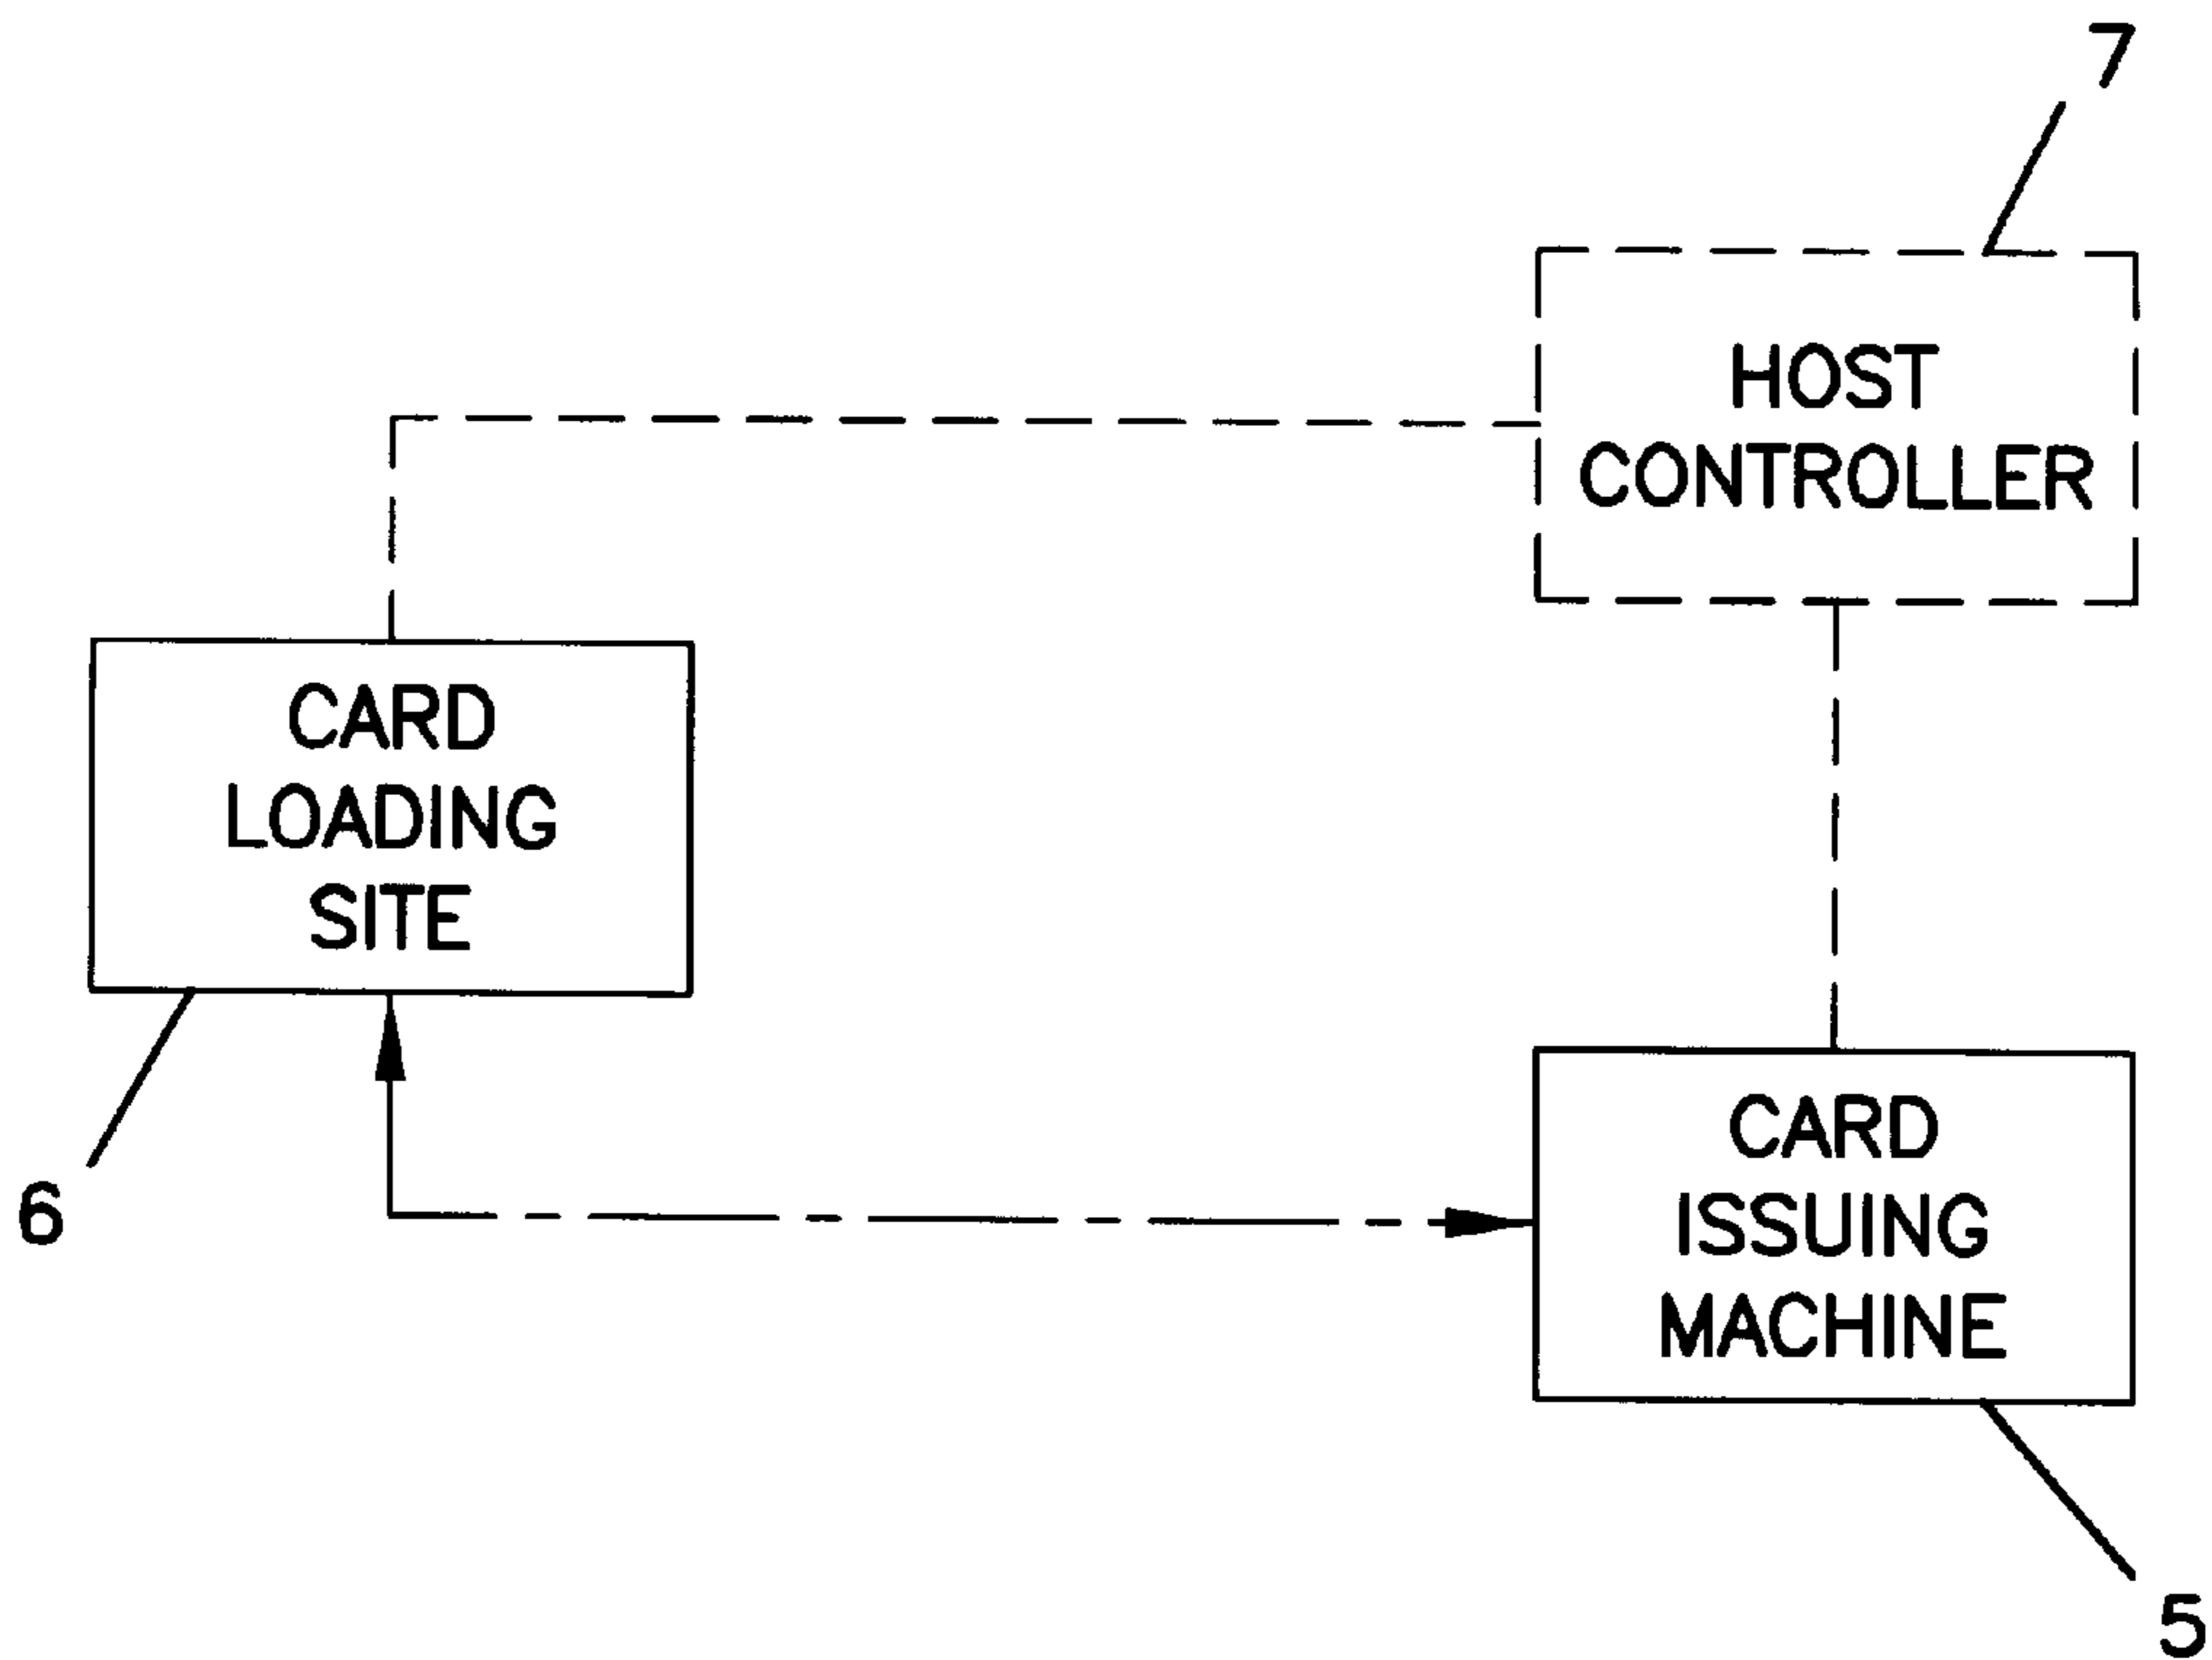 7
HOST
CONTROLLER
CARD
LOADING
SITE
6
CARD
ISSUING
MACHINE
5